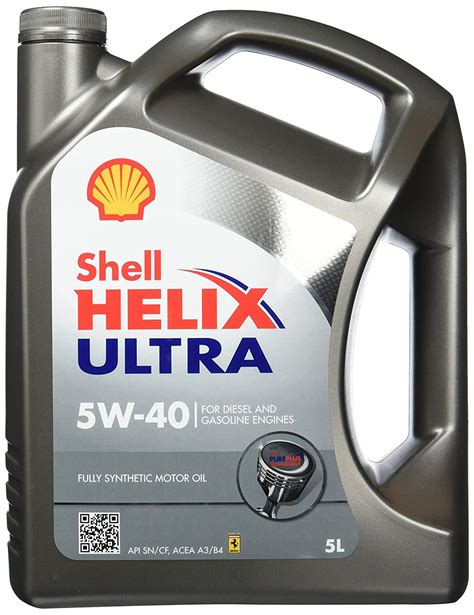 Shell
HELIX
ULTRA
5W-40
FOR DIESEL AND
GASOLINE ENGINES
PUREPLUS
FULLY SYNTHETIC MOTOR OIL
API SN/CF, ACEA A3/B4
5L